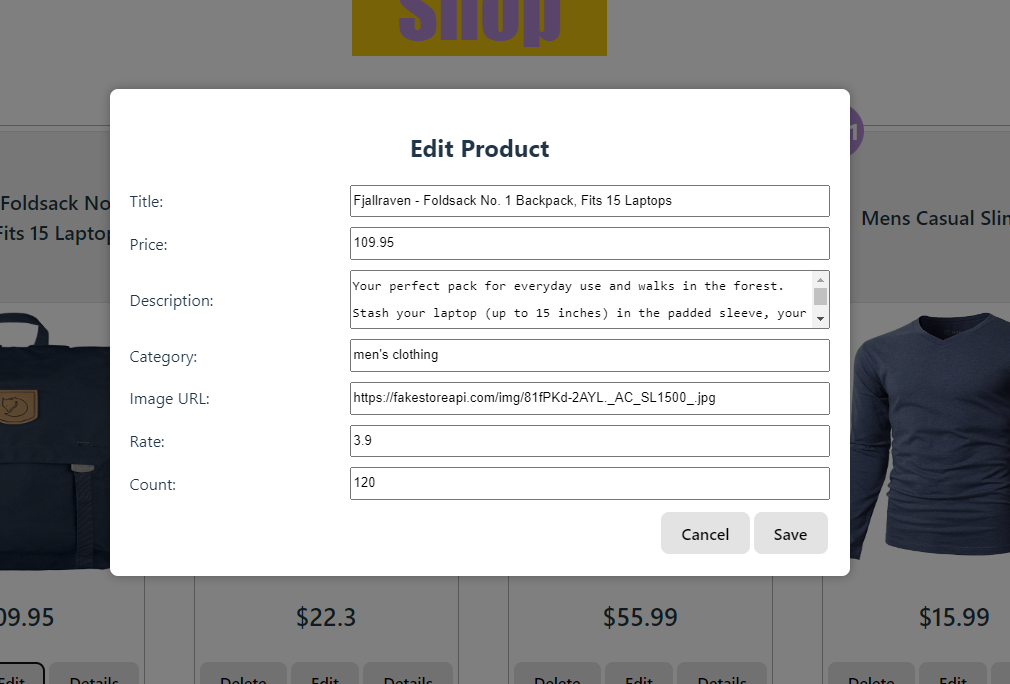 Shop
Edit Product
Title:
Fjallraven - Foldsack No. 1 Backpack, Fits 15 Laptops
Price:
109.95
Description:
Your perfect pack for everyday use and walks in the forest.
Stash your laptop (up to 15 inches) in the padded sleeve, your
Category:
men's clothing
Image URL:
https://fakestoreapi.com/img/81fPKd-2AYL._AC_SL1500_.jpg
Rate:
3.9
Count:
120
Cancel Save
Foldsack No
Fits 15 Laptop
1
Mens Casual Slim
09.95
$22.3
$55.99
$15.99
Edit Details
Delete Edit Details
Delete Edit Details
Delete Edit